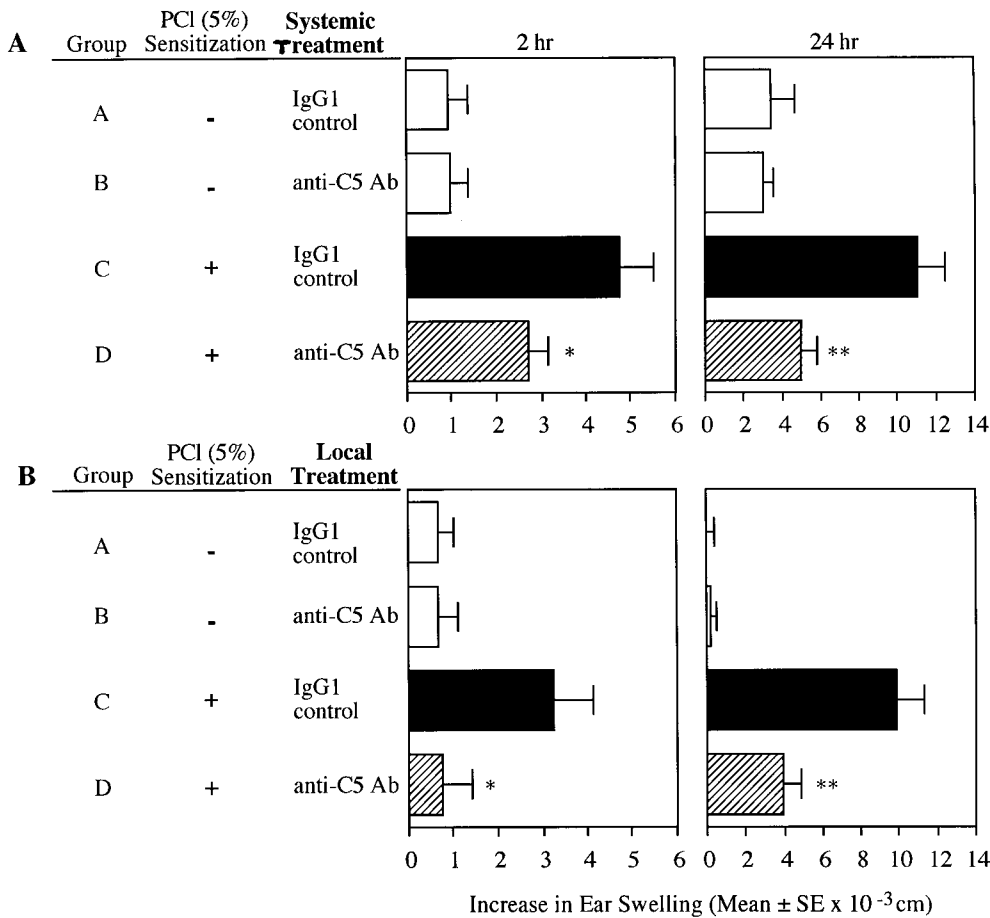 A
Group
PCl (5%)
Sensitization
Systemic
Treatment
2 hr
24 hr
A
-
IgG1
control
B
-
anti-C5 Ab
C
+
IgG1
control
D
+
anti-C5 Ab
*
**
0 1 2 3 4 5 6
0 2 4 6 8 10 12 14
B
Group
PCl (5%)
Sensitization
Local
Treatment
A
-
IgG1
control
B
-
anti-C5 Ab
C
+
IgG1
control
D
+
anti-C5 Ab
*
**
0 1 2 3 4 5 6
0 2 4 6 8 10 12 14
Increase in Ear Swelling (Mean ± SE x 10 -3 cm)